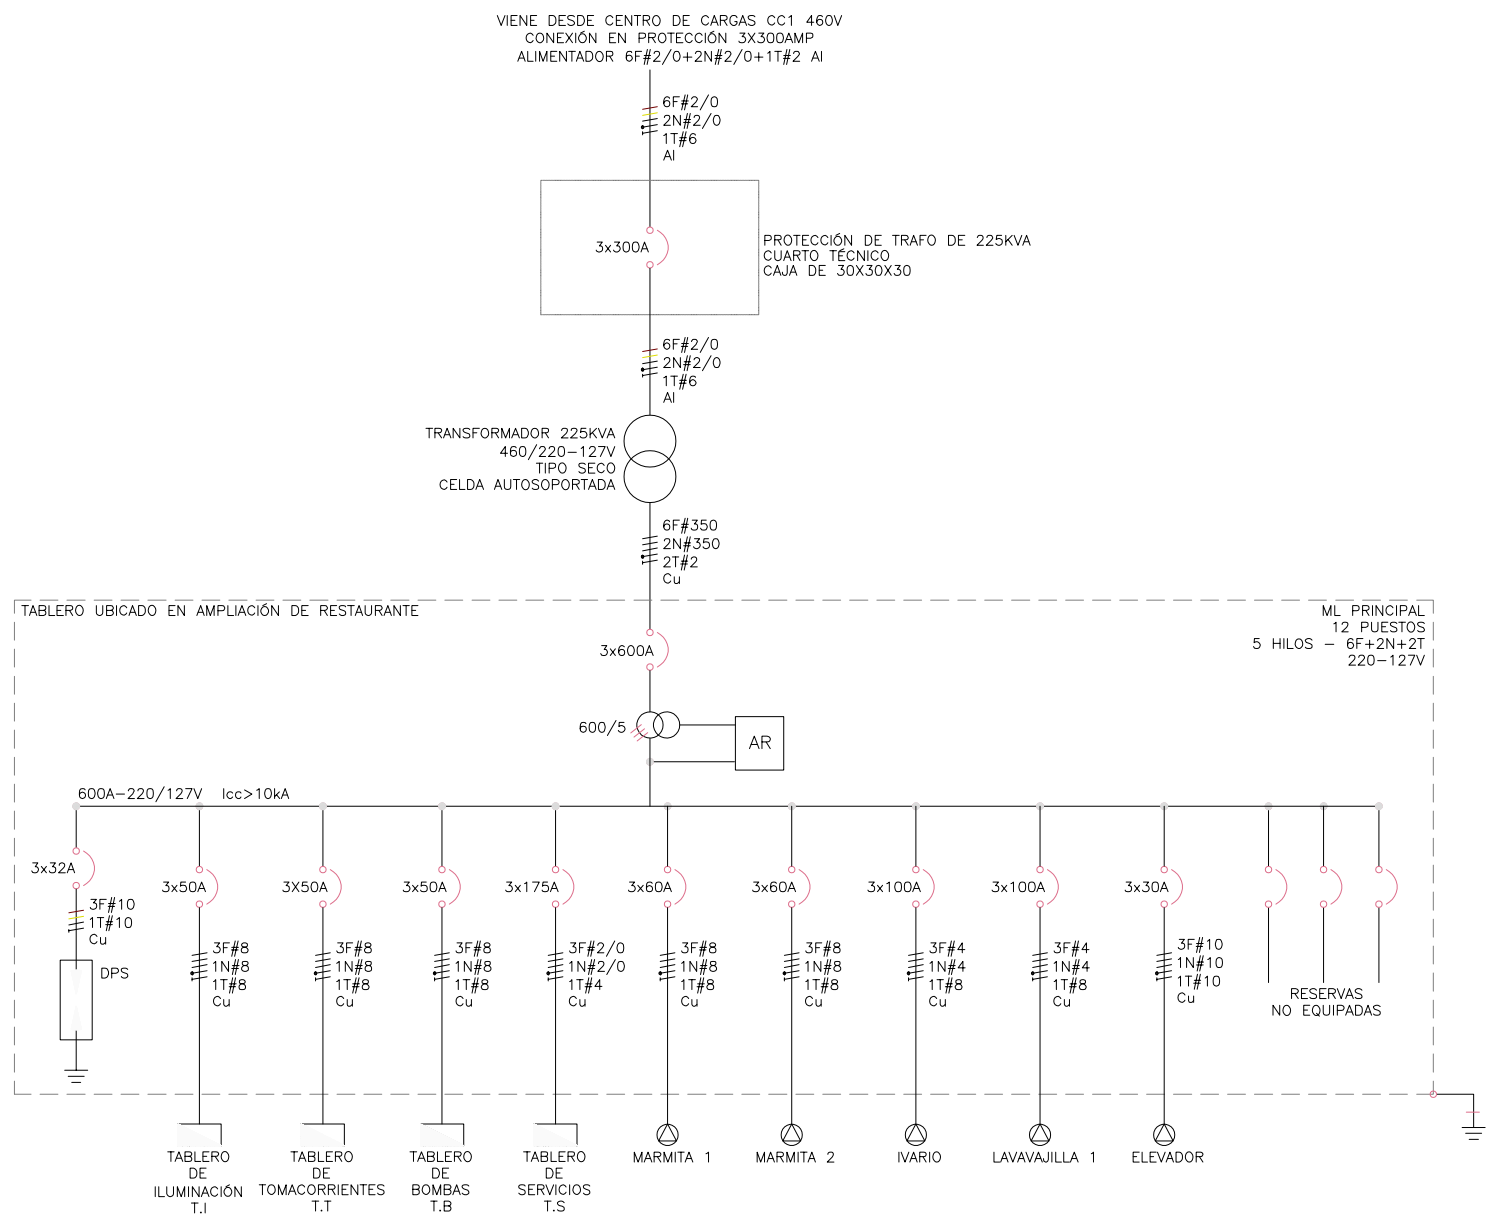 VIENE DESDE CENTRO DE CARGAS CC1 460V
CONEXIÓN EN PROTECCIÓN 3X300AMP
ALIMENTADOR 6F#2/0+2N#2/0+1T#2 Al
6F#2/0
2N#2/0
1T#6
Al
3x300A
PROTECCIÓN DE TRAFO DE 225KVA
CUARTO TÉCNICO
CAJA DE 30X30X30
6F#2/0
2N#2/0
1T#6
Al
TRANSFORMADOR 225KVA
460/220-127V
TIPO SECO
CELDA AUTOSOPORTADA
6F#350
2N#350
2T#2
Cu
TABLERO UBICADO EN AMPLIACIÓN DE RESTAURANTE
ML PRINCIPAL
12 PUESTOS
5 HILOS - 6F+2N+2T
220-127V
3x600A
600/5
AR
600A-220/127V Icc>10kA
3x32A
3F#10
1T#10
Cu
DPS
3x50A
3F#8
1N#8
1T#8
Cu
3X50A
3F#8
1N#8
1T#8
Cu
3x50A
3F#8
1N#8
1T#8
Cu
3x175A
3F#2/0
1N#2/0
1T#4
Cu
3x60A
3F#8
1N#8
1T#8
Cu
3x60A
3F#8
1N#8
1T#8
Cu
3x100A
3F#4
1N#4
1T#8
Cu
3x100A
3F#4
1N#4
1T#8
Cu
3x30A
3F#10
1N#10
1T#10
Cu
RESERVAS
NO EQUIPADAS
TABLERO
DE
ILUMINACIÓN
T.I
TABLERO
DE
TOMACORRIENTES
T.T
TABLERO
DE
BOMBAS
T.B
TABLERO
DE
SERVICIOS
T.S
MARMITA 1
MARMITA 2
IVARIO
LAVAVAJILLA 1
ELEVADOR